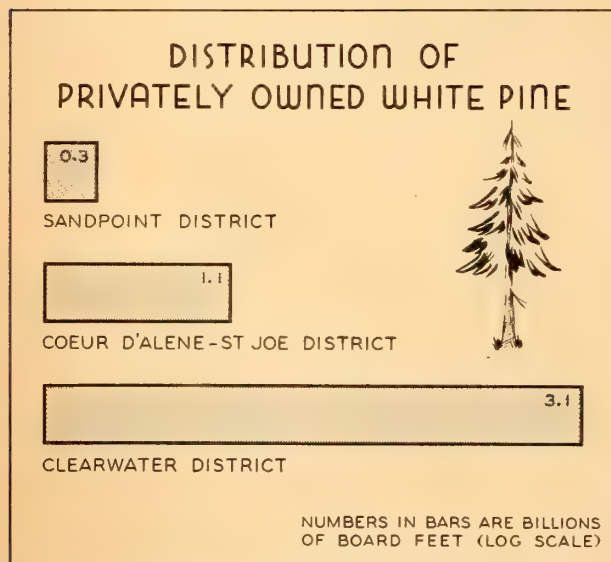 DISTRIBUTION OF
PRIVATELY OWNED WHITE PINE
0.3
SANDPOINT DISTRICT
1.1
COEUR D'ALENE-ST JOE DISTRICT
3.1
CLEARWATER DISTRICT
NUMBERS IN BARS ARE BILLIONS
OF BOARD FEET (LOG SCALE)